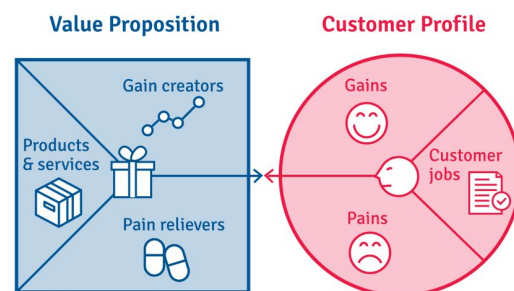 Value Proposition
Customer Profile
Gain creators
Products
& services
Pain relievers
Gains
Customer
jobs
Pains